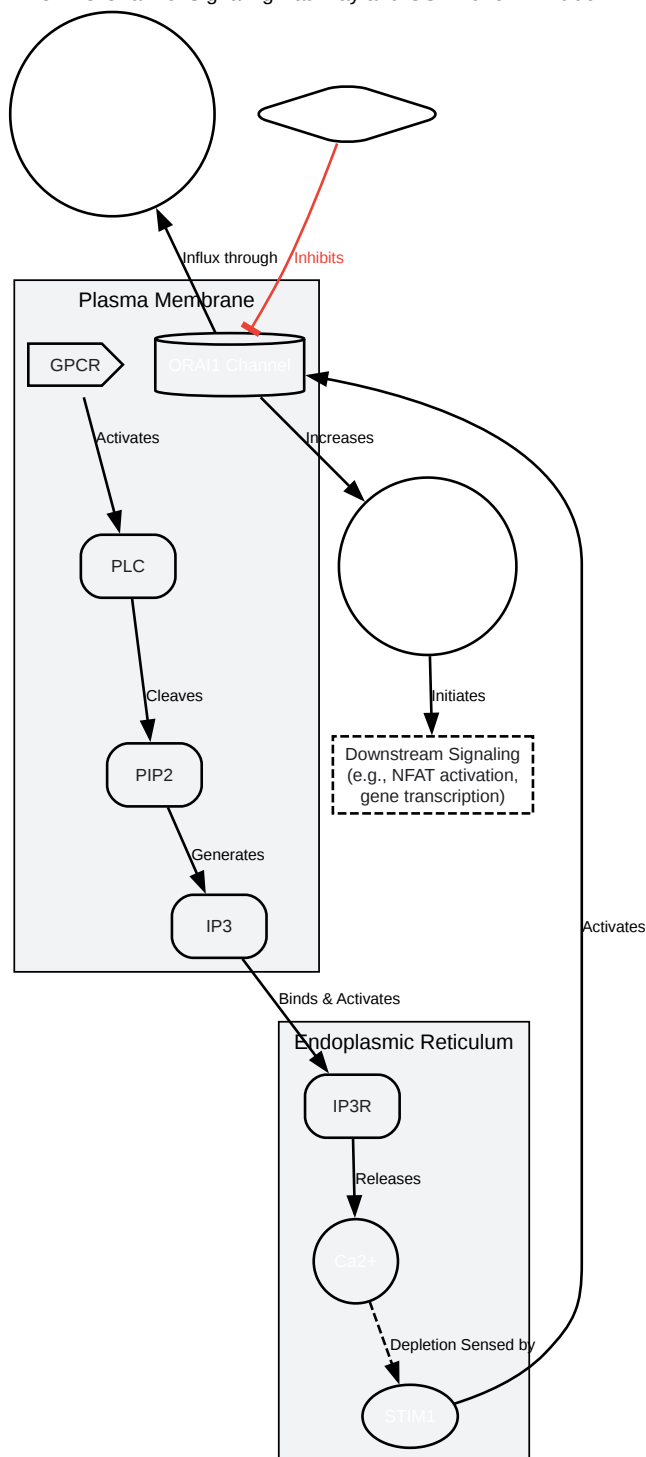 Influx through
Inhibits
Plasma Membrane
GPCR
ORAI1 Channel
Activates
Increases
PLC
Cleaves
Initiates
PIP2
Downstream Signaling
(e.g., NFAT activation,
gene transcription)
Generates
IP3
Activates
Binds & Activates
Endoplasmic Reticulum
IP3R
Releases
Ca2+
Depletion Sensed by
STIM1